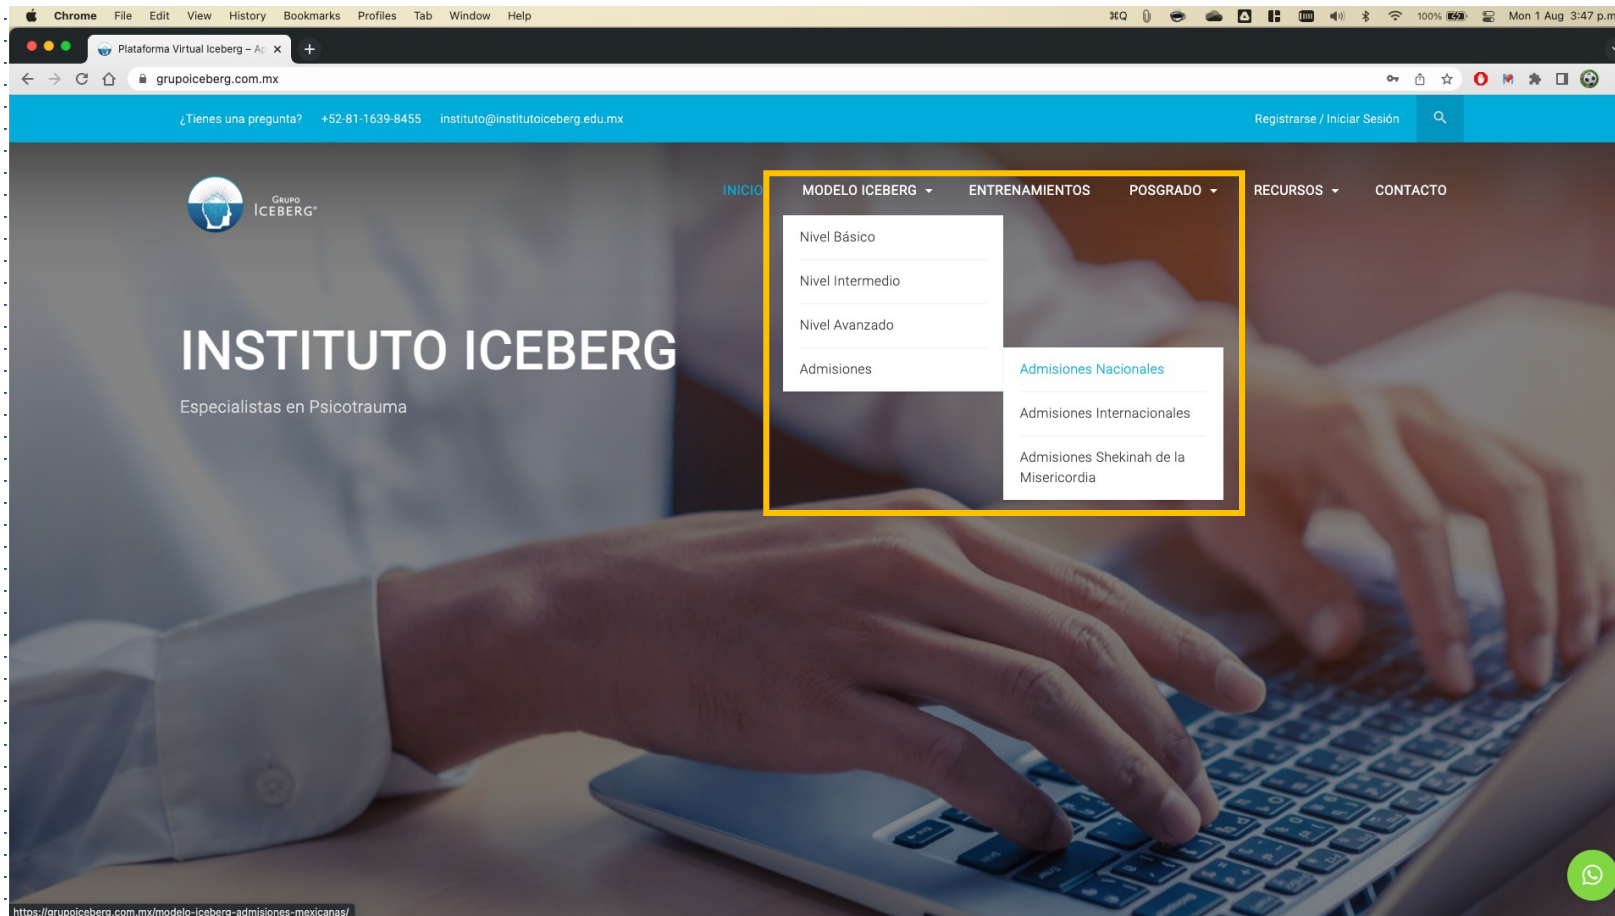 Chrome File Edit View History Bookmarks Profiles Tab Window Help ⌘Q 100% Mon 1 Aug 3:47 p.m
Plataforma Virtual Iceberg – Ap
grupoiceberg.com.mx
¿Tienes una pregunta? +52-81-1639-8455 instituto@institutoiceberg.edu.mx Registrarse / Iniciar Sesión
GRUPO
ICEBERG®
INICIO MODELO ICEBERG ENTRENAMIENTOS POSGRADO RECURSOS CONTACTO
Nivel Básico
Nivel Intermedio
Nivel Avanzado
Admisiones
Admisiones Nacionales
Admisiones Internacionales
Admisiones Shekinah de la
Misericordia
INSTITUTO ICEBERG
Especialistas en Psicotrauma
https://grupoiceberg.com.mx/modelo-iceberg-admisiones-mexicanas/